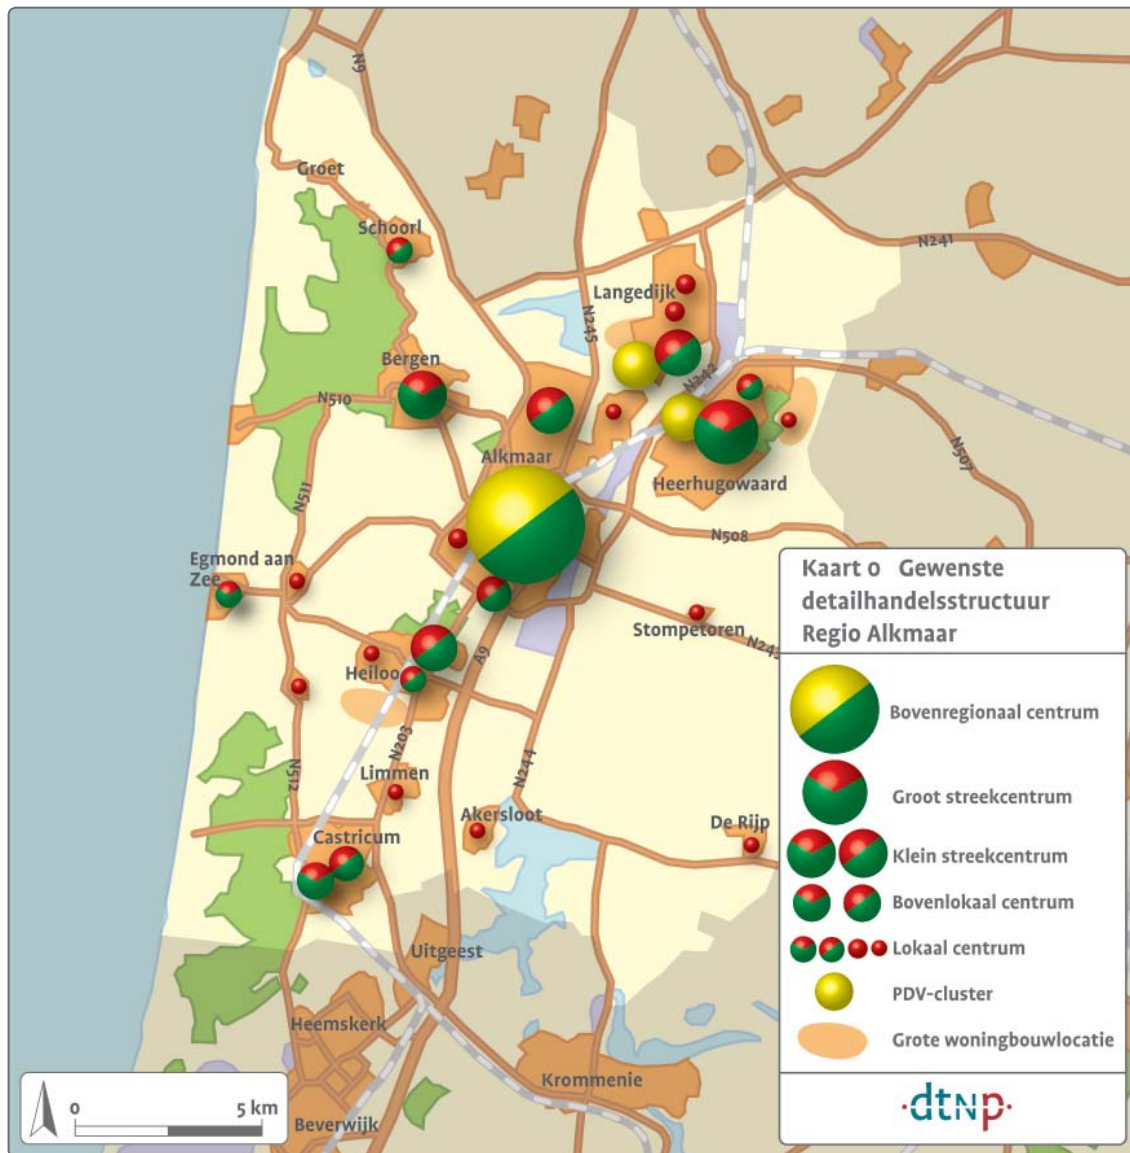 N9
Groet
Schoorl
N241
Langedijk
N245
Bergen
N242
N510
Alkmaar
Heerhugowaard
N507
N511
N508
Egmond aan
Zee
Stompetoren
N243
Heiloo
A9
N203
N244
Limmen
N512
Akersloot
De Rijp
Castricum
Uitgeest
Heemskerk
Krommenie
Beverwijk
0 5 km
Kaart 0 Gewenste
detailhandelsstructuur
Regio Alkmaar
Bovenregionaal centrum
Groot streekcentrum
Klein streekcentrum
Bovenlokaal centrum
Lokaal centrum
PDV-cluster
Grote woningbouwlocatie
·dtNp·